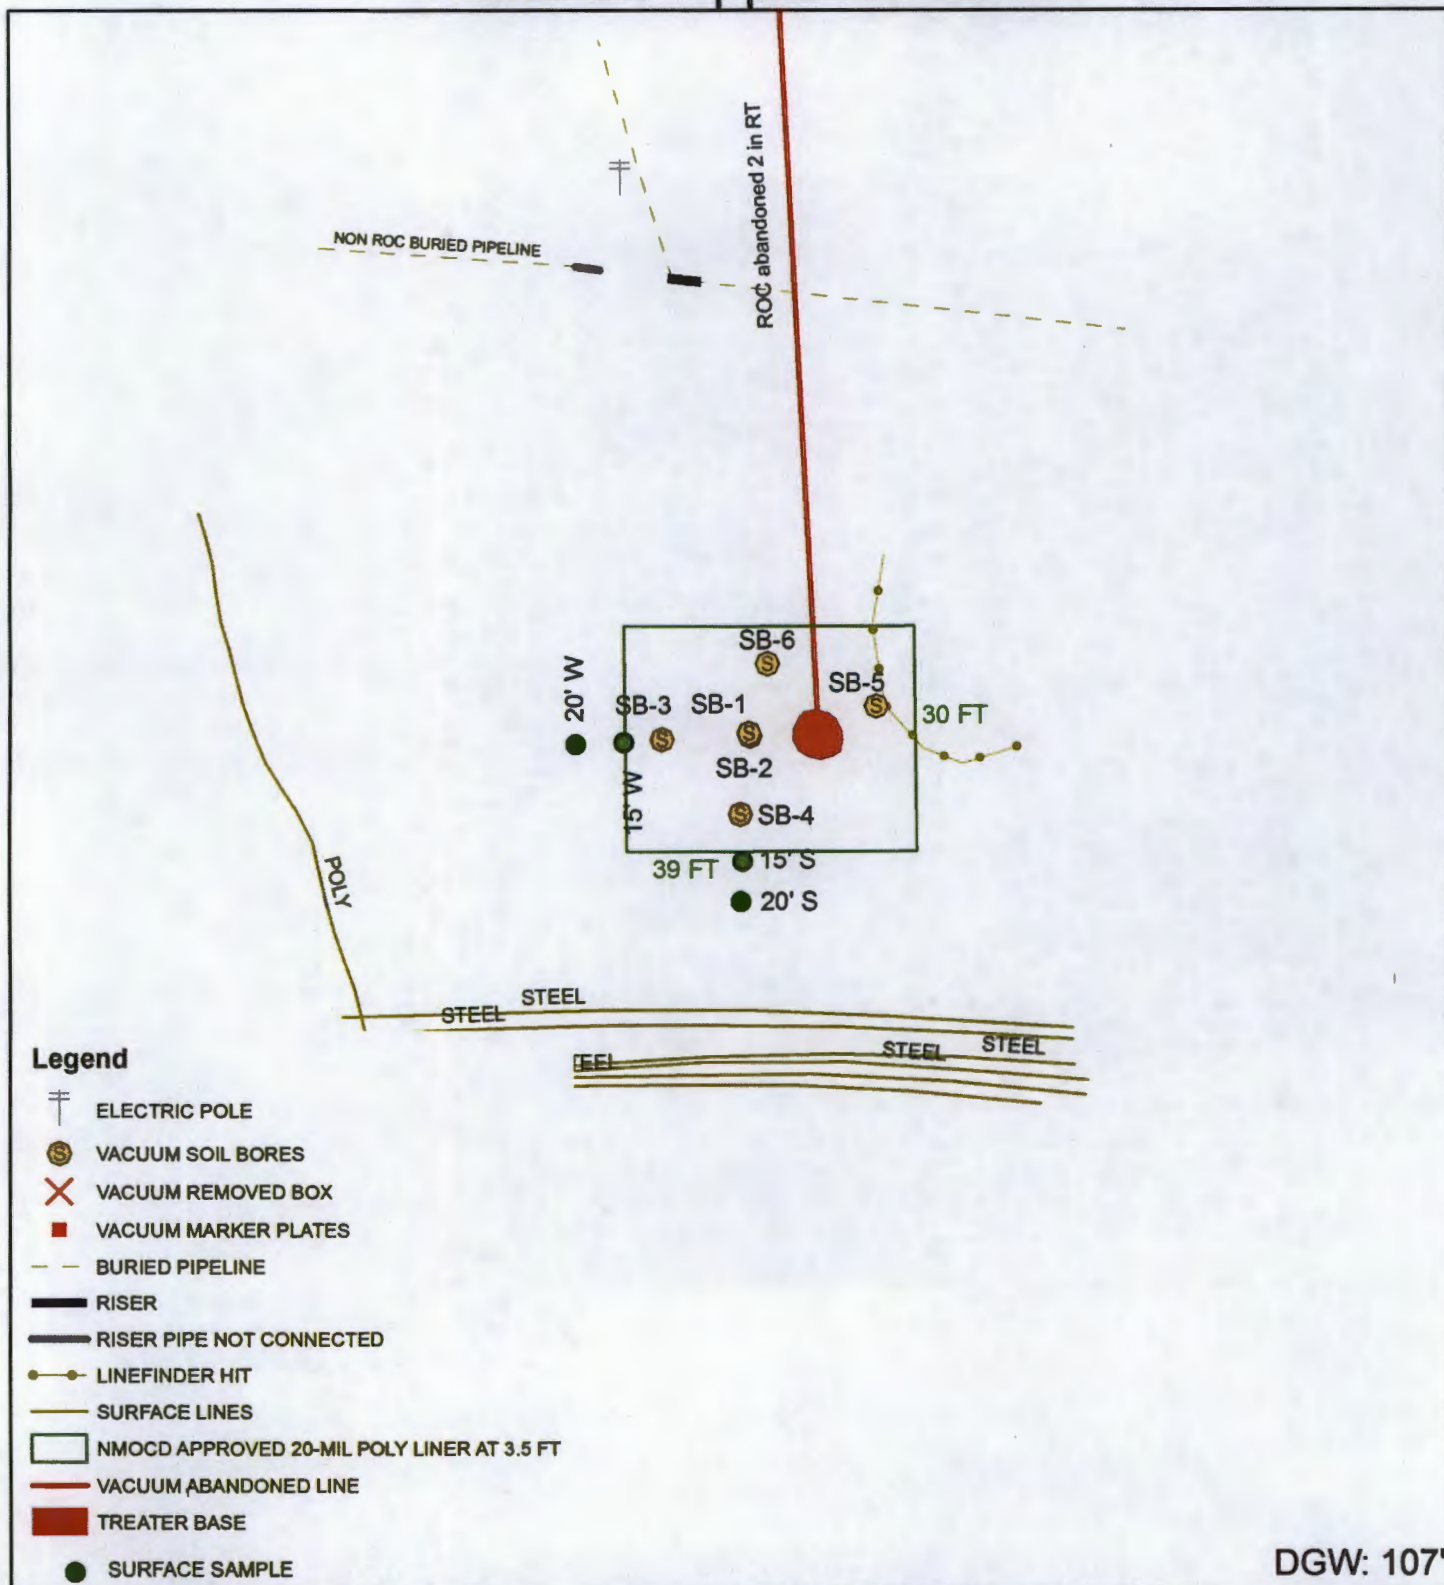 ROC abandoned 2 in RT
NON ROC BURIED PIPELINE
SB-6
SB-5
20' W
SB-3
SB-1
30 FT
SB-2
15' W
S
S
S
S
S
SB-4
39 FT
15' S
20' S
POLY
STEEL
STEEL
STEEL
STEEL
TEEL
Legend
ELECTRIC POLE
S
VACUUM SOIL BORES
VACUUM REMOVED BOX
VACUUM MARKER PLATES
BURIED PIPELINE
RISER
RISER PIPE NOT CONNECTED
LINEFINDER HIT
SURFACE LINES
NMOCD APPROVED 20-MIL POLY LINER AT 3.5 FT
VACUUM ABANDONED LINE
TREATER BASE
SURFACE SAMPLE
DGW: 107'